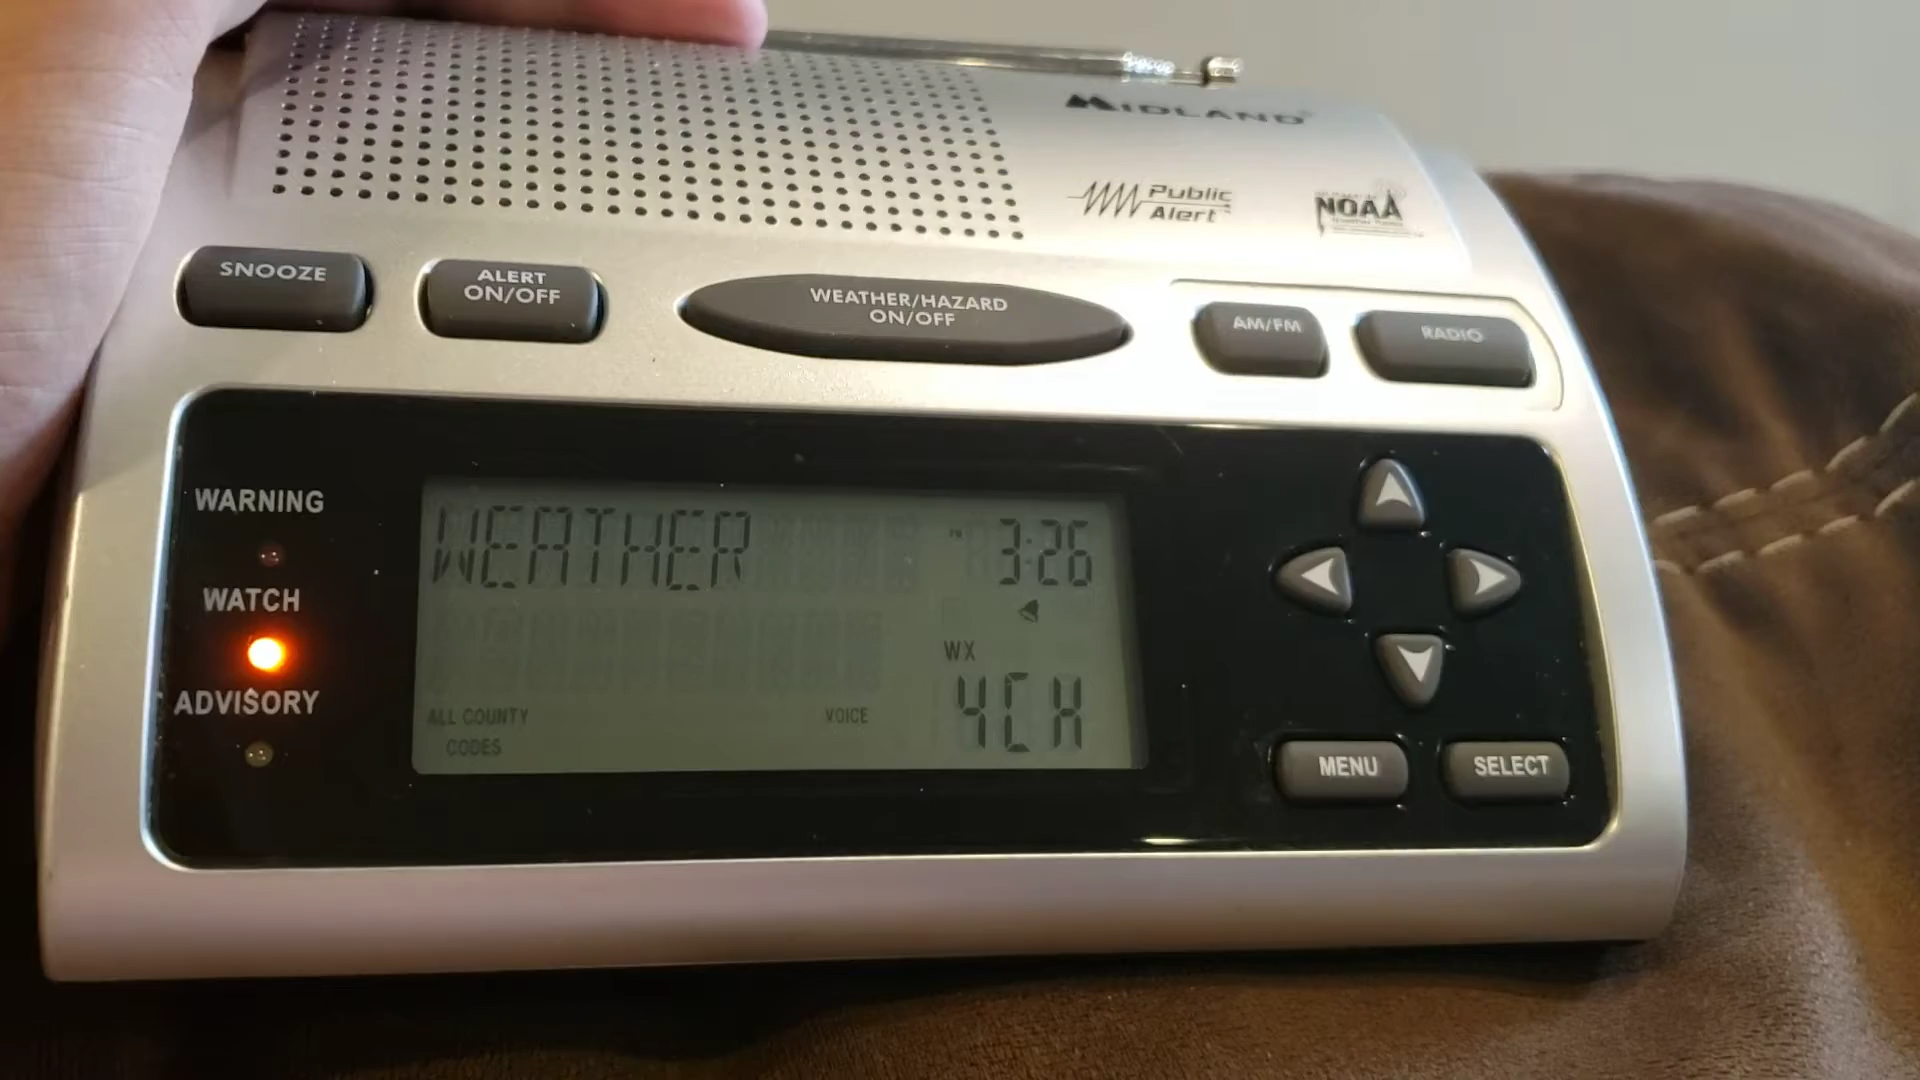 MIDLAND
Public
Alert
NOAA
SNOOZE
ALERT
ON/OFF
WEATHER/HAZARD
ON/OFF
AM/FM
RADIO
WARNING
WATCH
ADVISORY
WEATHER
PM 3:26
WX
4CH
ALL COUNTY
CODES
VOICE
MENU
SELECT